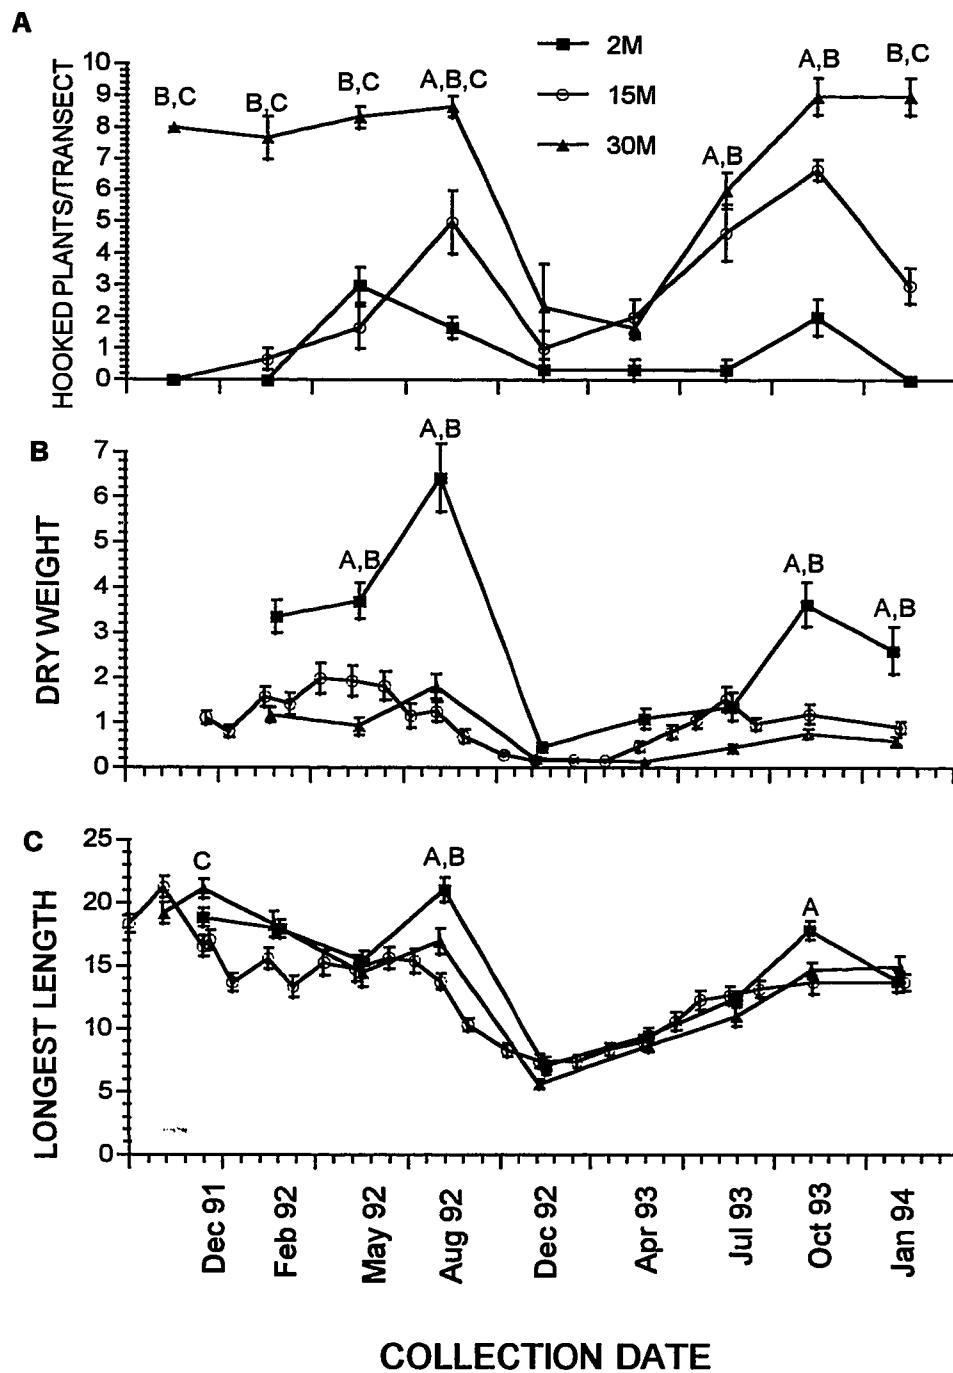 A
2M
15M
30M
HOOKED PLANTS/TRANSECT
10
9
8
7
6
5
4
3
2
1
0
B,C
B,C
B,C
A,B,C
A,B
A,B
B,C
B
DRY WEIGHT
7
6
5
4
3
2
1
0
A,B
A,B
A,B
A,B
C
LONGEST LENGTH
25
20
15
10
5
0
C
A,B
A
Dec 91
Feb 92
May 92
Aug 92
Dec 92
Apr 93
Jul 93
Oct 93
Jan 94
COLLECTION DATE